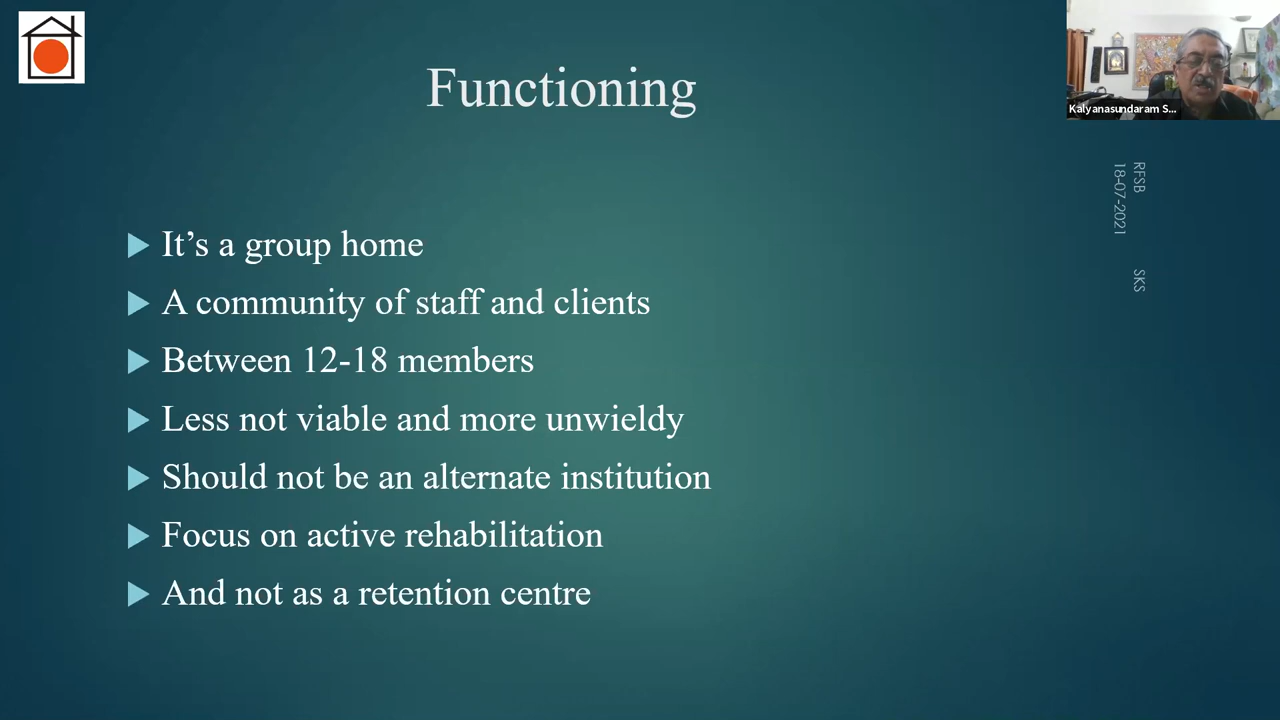 Functioning
Kalyanasundaram S...
RFSB
18-07-2021
SKS
It’s a group home
A community of staff and clients
Between 12-18 members
Less not viable and more unwieldy
Should not be an alternate institution
Focus on active rehabilitation
And not as a retention centre